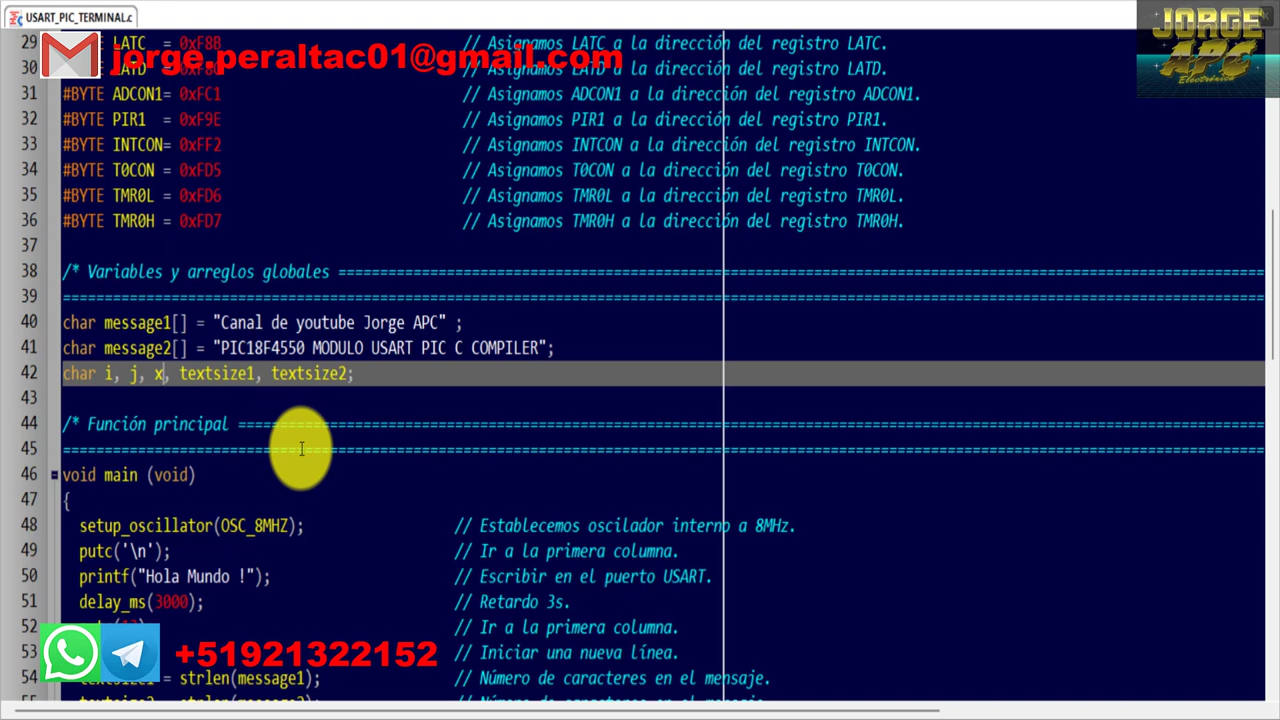 USART_PIC_TERMINAL.c
JORGE
APC
Electrónica
29 LATC = 0xF8B // Asignamos LATC a la dirección del registro LATC.
jorge.peraltac01@gmail.com
30 LATD // Asignamos LATD a la dirección del registro LATD.
31 #BYTE ADCON1= 0xFC1 // Asignamos ADCON1 a la dirección del registro ADCON1.
32 #BYTE PIR1 = 0xF9E // Asignamos PIR1 a la dirección del registro PIR1.
33 #BYTE INTCON= 0xFF2 // Asignamos INTCON a la dirección del registro INTCON.
34 #BYTE T0CON = 0xFD5 // Asignamos T0CON a la dirección del registro T0CON.
35 #BYTE TMR0L = 0xFD6 // Asignamos TMR0L a la dirección del registro TMR0L.
36 #BYTE TMR0H = 0xFD7 // Asignamos TMR0H a la dirección del registro TMR0H.
37
38 /* Variables y arreglos globales ================================================================
39 ================================================================
40 char message1[] = "Canal de youtube Jorge APC" ;
41 char message2[] = "PIC18F4550 MODULO USART PIC C COMPILER";
42 char i, j, x, textsize1, textsize2;
43
44 /* Función principal ================================================================
45 ================================================================
46 void main (void)
47 {
48 setup_oscillator(OSC_8MHZ); // Establecemos oscilador interno a 8MHz.
49 putc('\n'); // Ir a la primera columna.
50 printf("Hola Mundo !"); // Escribir en el puerto USART.
51 delay_ms(3000); // Retardo 3s.
52 // Ir a la primera columna.
53 // Iniciar una nueva línea.
+51921322152
54 textsize1 = strlen(message1); // Número de caracteres en el mensaje.